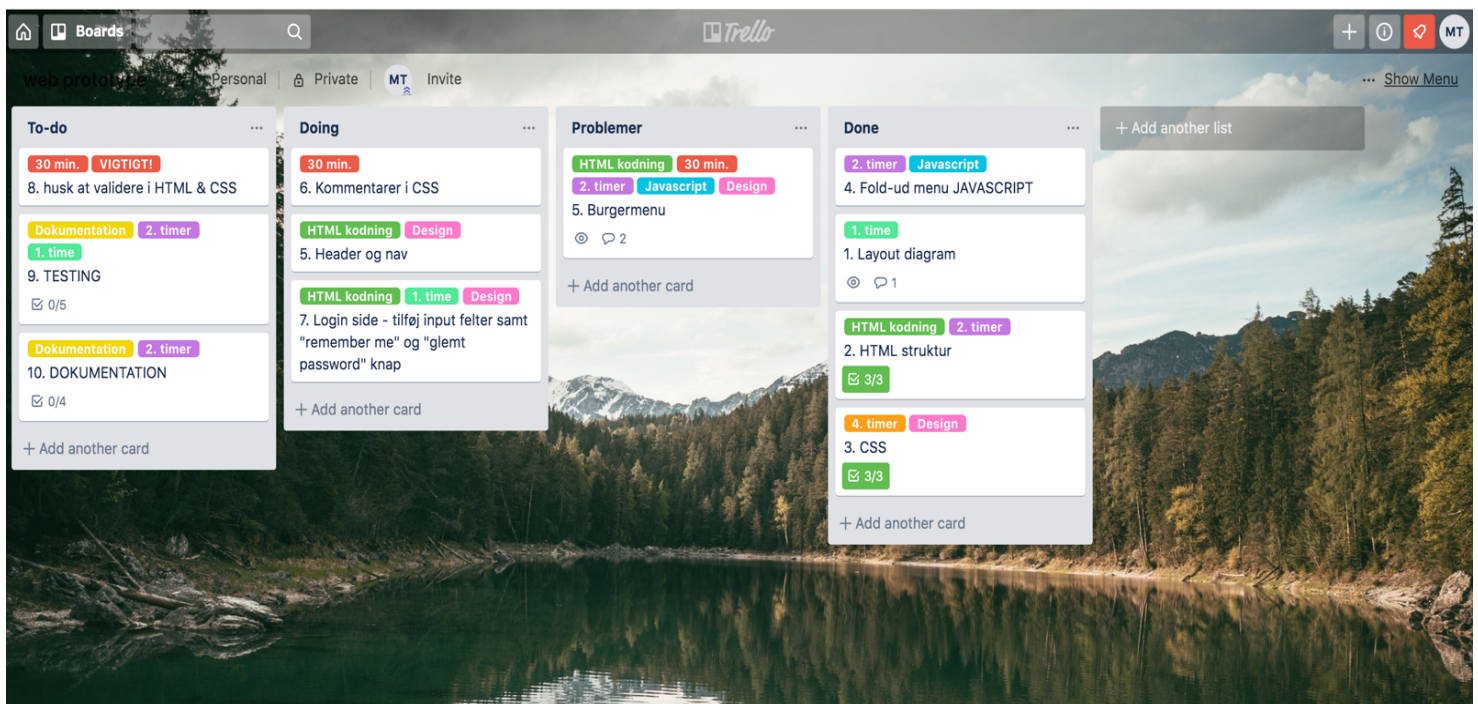 Boards
Trello
MT
web prototype
Personal
Private
MT
Invite
... Show Menu
To-do
...
30 min. VIGTIGT!
8. husk at validere i HTML & CSS
Dokumentation 2. timer
1. time
9. TESTING
0/5
Dokumentation 2. timer
10. DOKUMENTATION
0/4
+ Add another card
Doing
...
30 min.
6. Kommentarer i CSS
HTML kodning Design
5. Header og nav
HTML kodning 1. time Design
7. Login side - tilføj input felter samt
"remember me" og "glemt
password" knap
+ Add another card
Problemer
...
HTML kodning 30 min.
2. timer Javascript Design
5. Burgermenu
2
+ Add another card
Done
...
2. timer Javascript
4. Fold-ud menu JAVASCRIPT
1. time
1. Layout diagram
1
HTML kodning 2. timer
2. HTML struktur
3/3
4. timer Design
3. CSS
3/3
+ Add another card
+ Add another list